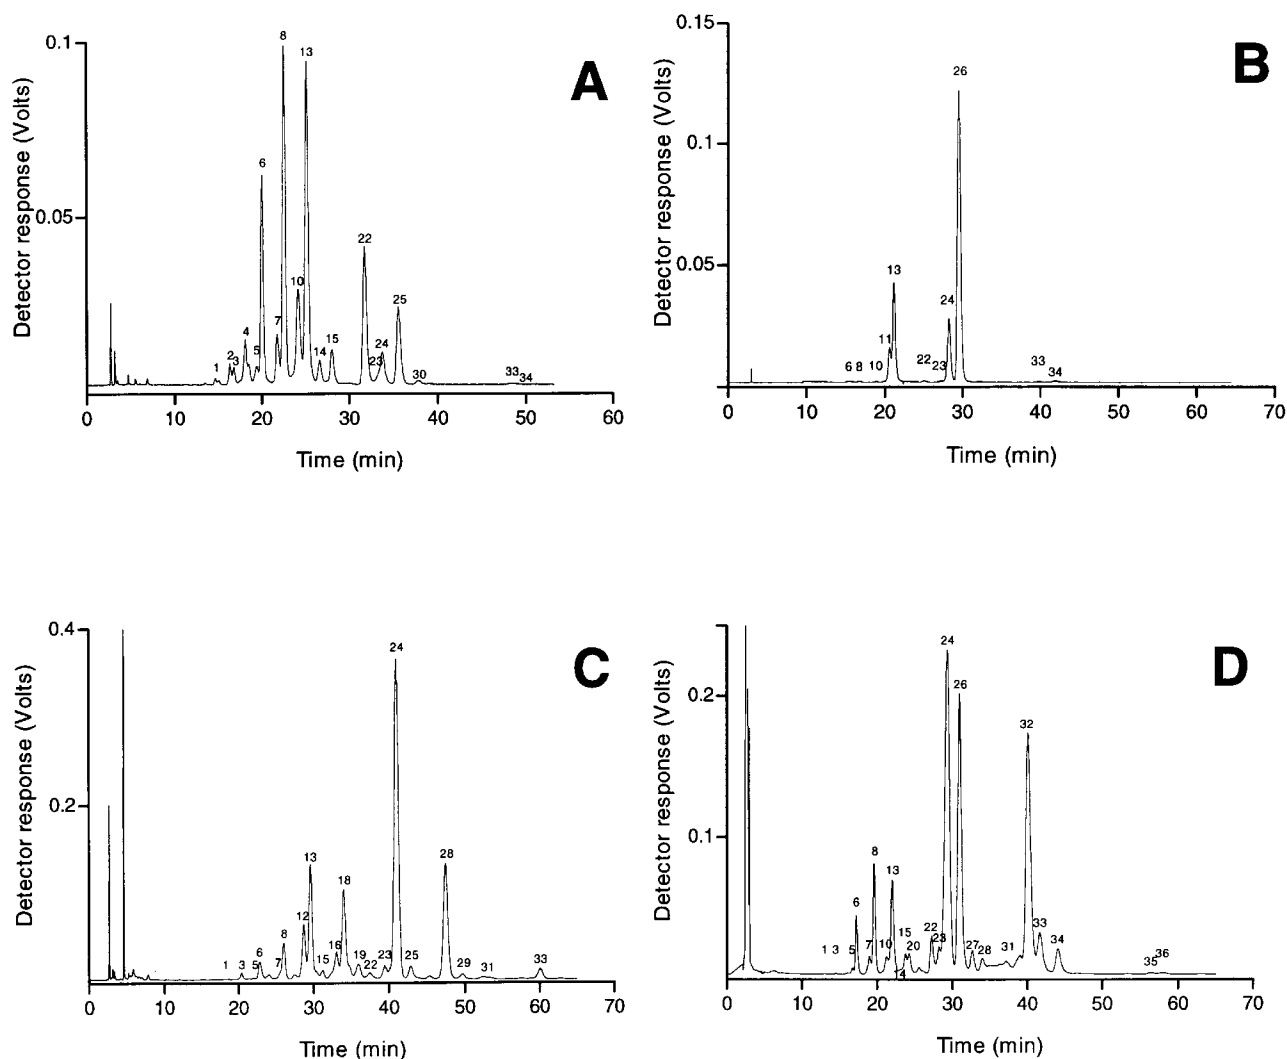 A
0.1
0.05
Detector response (Volts)
1 2 3 4 5 6 7 8 10 13 14 15 22 23 24 25 30 33 34
0 10 20 30 40 50 60
Time (min)
B
0.15
0.1
0.05
Detector response (Volts)
6 8 10 11 13 22 23 24 26 33 34
0 10 20 30 40 50 60 70
Time (min)
C
0.4
0.2
Detector response (Volts)
1 3 5 6 7 8 12 13 15 16 18 19 22 23 24 25 28 29 31 33
0 10 20 30 40 50 60 70
Time (min)
D
0.2
0.1
Detector response (Volts)
1 3 5 6 7 8 10 13 14 15 20 22 23 24 26 27 28 31 32 33 34 35 36
0 10 20 30 40 50 60 70
Time (min)